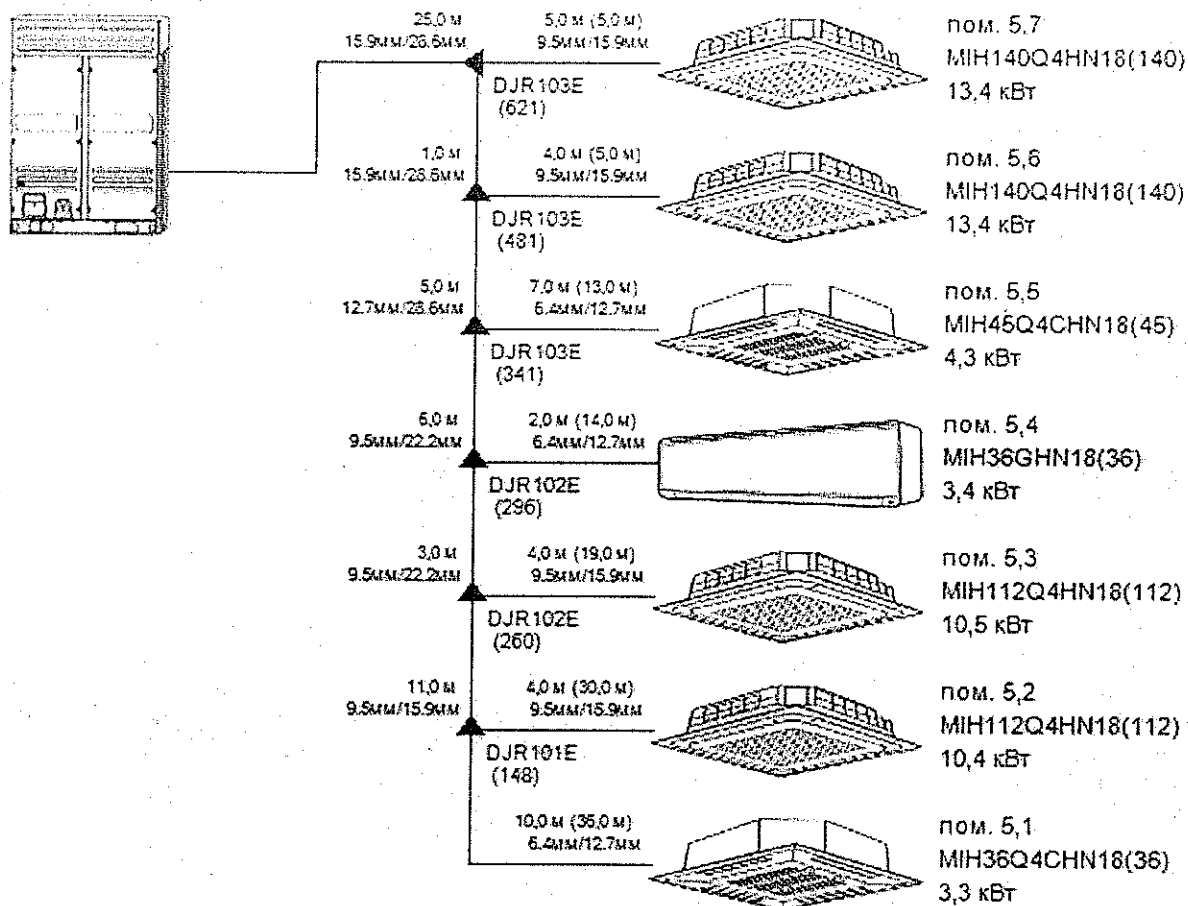 25,0 м
15.9мм/28.6мм
5,0 м (5,0 м)
9.5мм/15.9мм
DJR103E
(621)
пом. 5,7
MIH140Q4HN18(140)
13,4 кВт
1,0 м
15.9мм/28.6мм
4,0 м (5,0 м)
9.5мм/15.9мм
DJR103E
(481)
пом. 5,6
MIH140Q4HN18(140)
13,4 кВт
5,0 м
12.7мм/28.6мм
7,0 м (13,0 м)
6.4мм/12.7мм
DJR103E
(341)
пом. 5,5
MIH45Q4CHN18(45)
4,3 кВт
6,0 м
9.5мм/22.2мм
2,0 м (14,0 м)
6.4мм/12.7мм
DJR102E
(296)
пом. 5,4
MIH36GHN18(36)
3,4 кВт
3,0 м
9.5мм/22.2мм
4,0 м (19,0 м)
9.5мм/15.9мм
DJR102E
(260)
пом. 5,3
MIH112Q4HN18(112)
10,5 кВт
11,0 м
9.5мм/15.9мм
4,0 м (30,0 м)
9.5мм/15.9мм
DJR101E
(148)
пом. 5,2
MIH112Q4HN18(112)
10,4 кВт
10,0 м (36,0 м)
6.4мм/12.7мм
пом. 5,1
MIH36Q4CHN18(36)
3,3 кВт